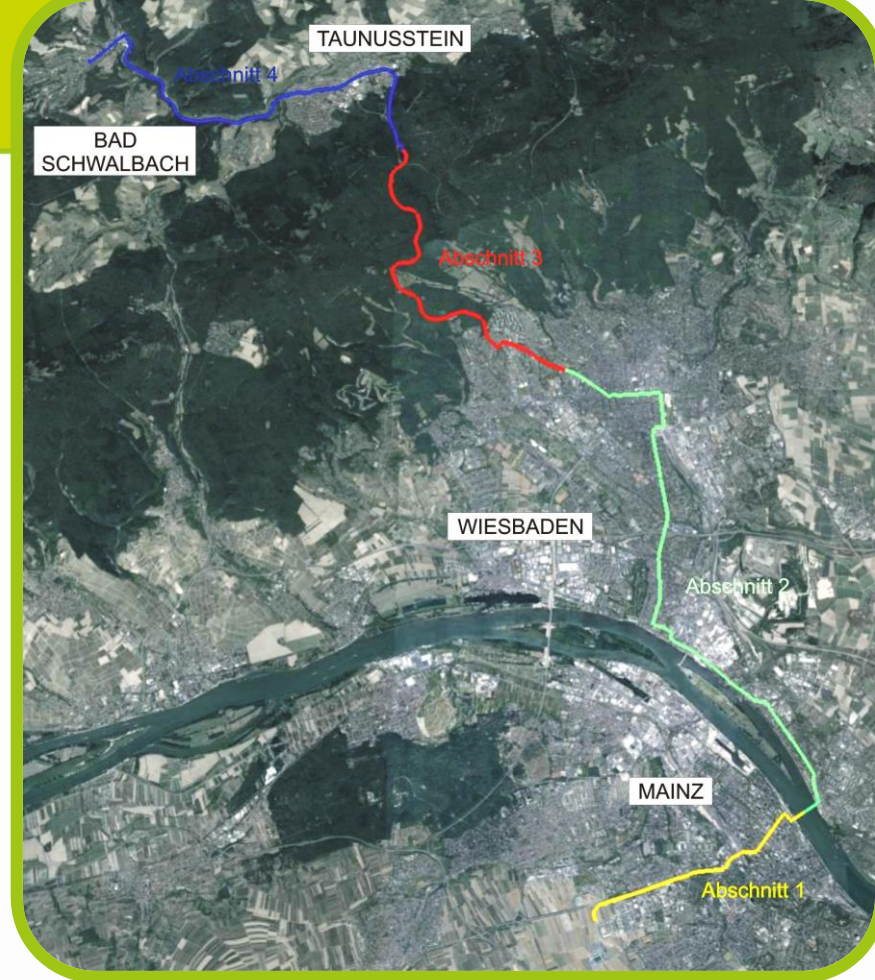 TAUNUSSTEIN
Abschnitt 4
BAD
SCHWALBACH
Abschnitt 3
WIESBADEN
Abschnitt 2
MAINZ
Abschnitt 1